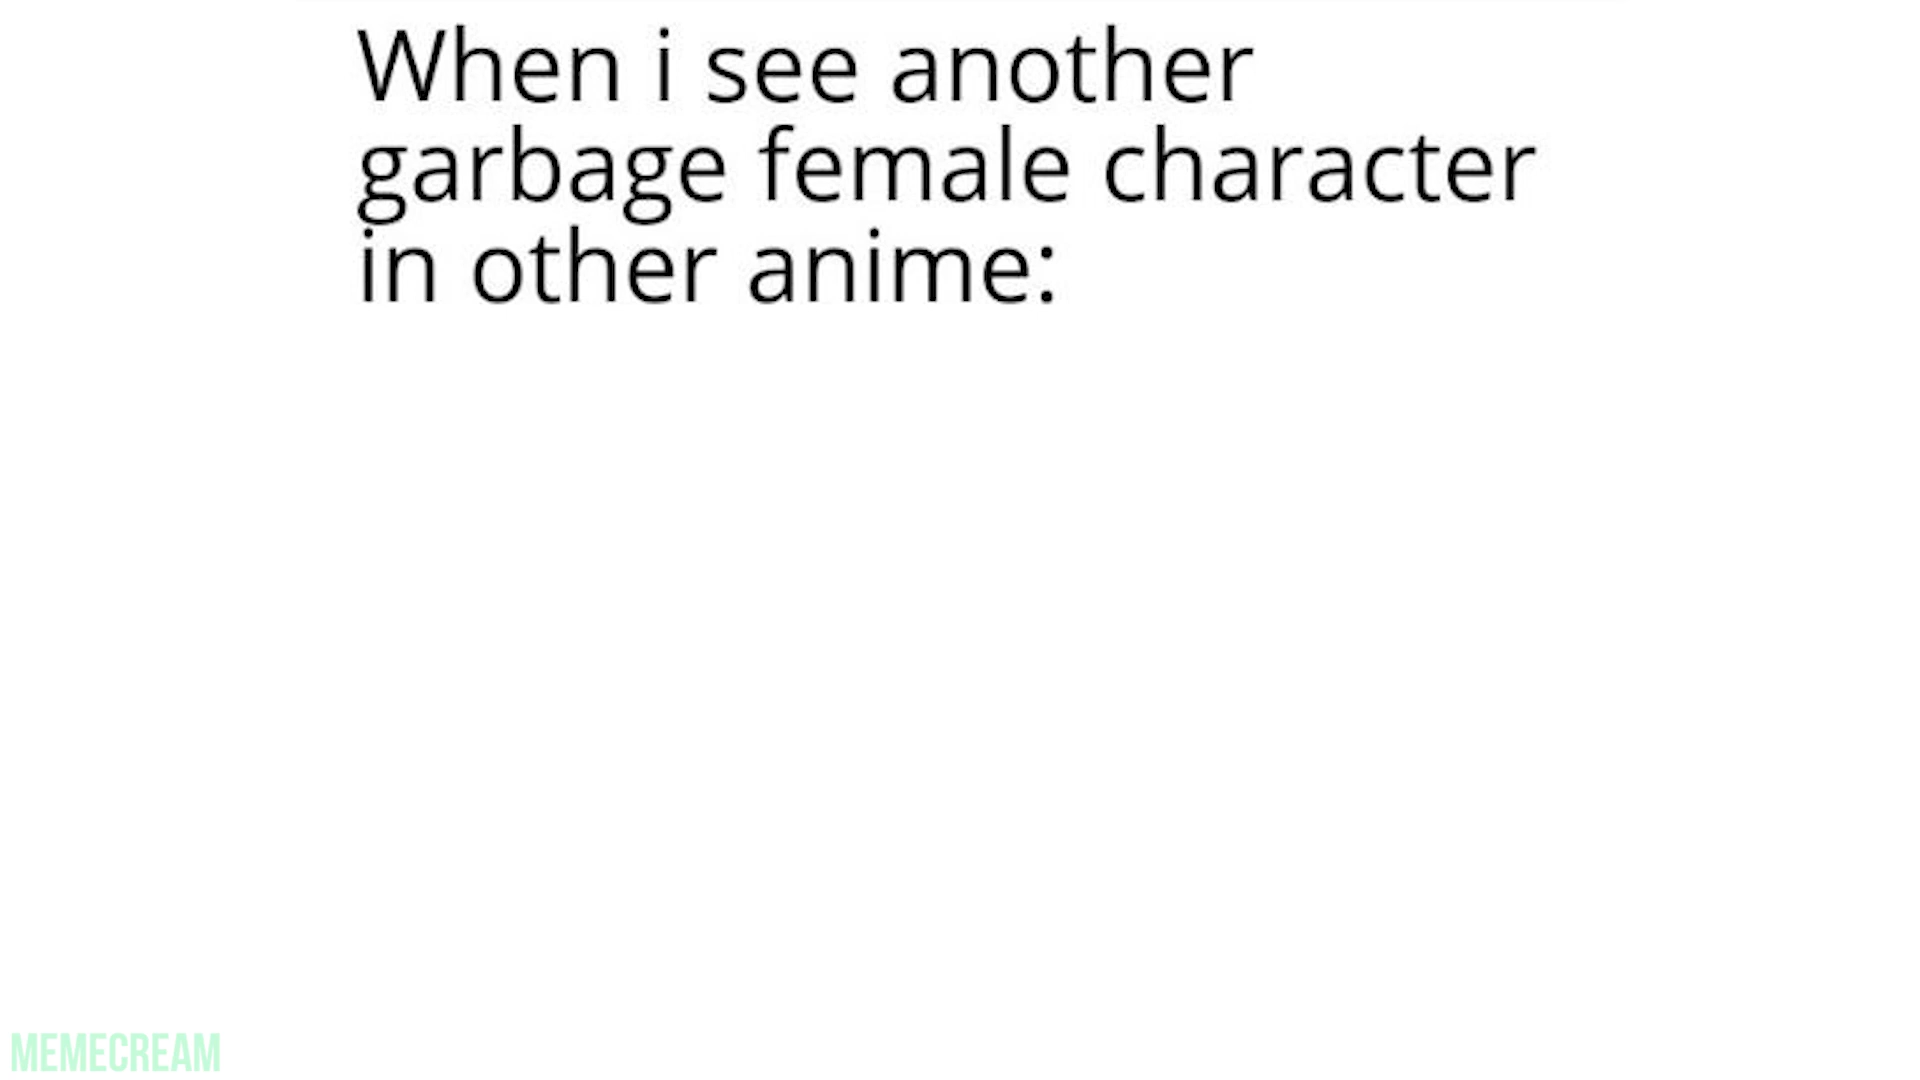 When i see another
garbage female character
in other anime:
MEMECREAM